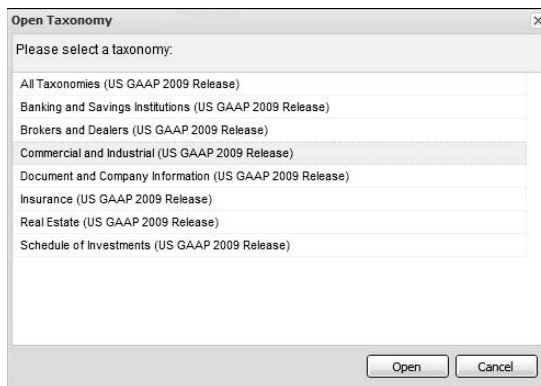 Open Taxonomy
Please select a taxonomy:
All Taxonomies (US GAAP 2009 Release)
Banking and Savings Institutions (US GAAP 2009 Release)
Brokers and Dealers (US GAAP 2009 Release)
Commercial and Industrial (US GAAP 2009 Release)
Document and Company Information (US GAAP 2009 Release)
Insurance (US GAAP 2009 Release)
Real Estate (US GAAP 2009 Release)
Schedule of Investments (US GAAP 2009 Release)
Open Cancel